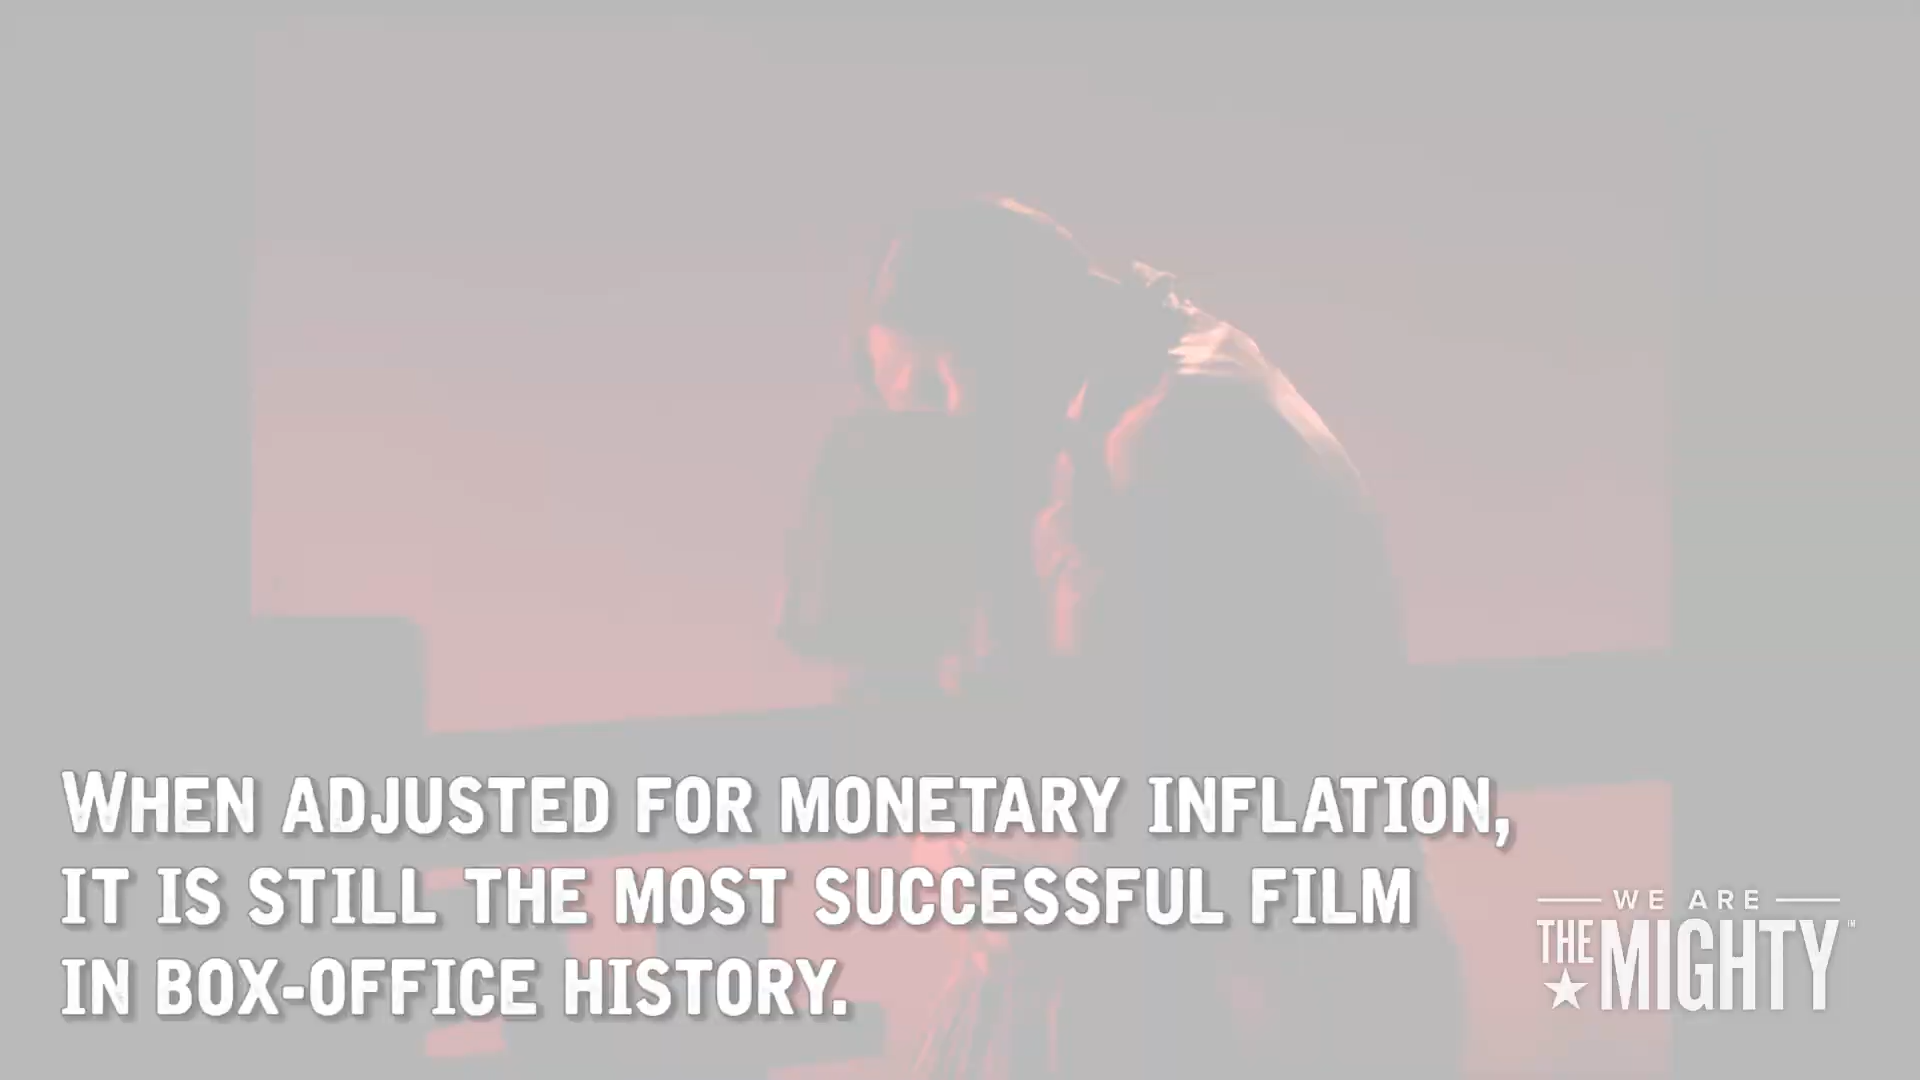 WHEN ADJUSTED FOR MONETARY INFLATION,
IT IS STILL THE MOST SUCCESSFUL FILM
IN BOX-OFFICE HISTORY.
WE ARE
THE MIGHTY™